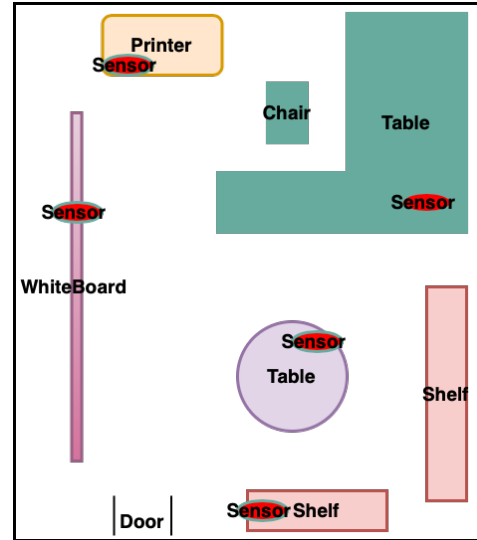 Printer
Sensor
Chair
Table
Sensor
Sensor
WhiteBoard
Sensor
Table
Shelf
Sensor Shelf
Door